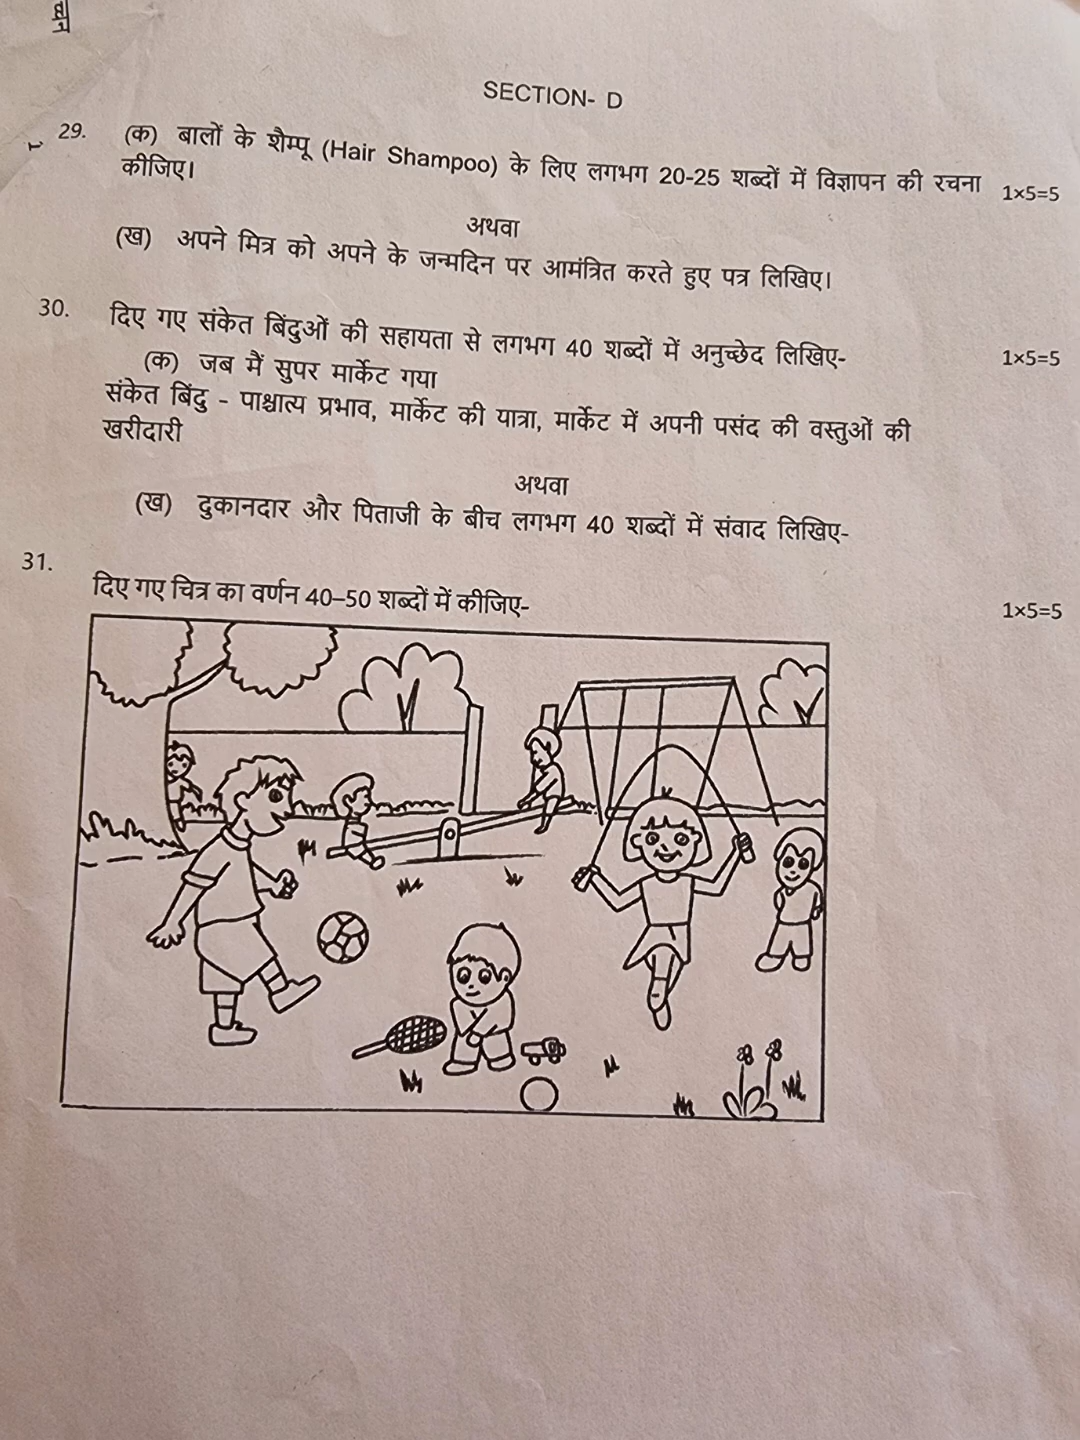 SECTION- D
29. (क) बालों के शैम्पू (Hair Shampoo) के लिए लगभग 20-25 शब्दों में विज्ञापन की रचना 1×5=5
कीजिए।
अथवा
(ख) अपने मित्र को अपने के जन्मदिन पर आमंत्रित करते हुए पत्र लिखिए।
30. दिए गए संकेत बिंदुओं की सहायता से लगभग 40 शब्दों में अनुच्छेद लिखिए- 1×5=5
(क) जब मैं सुपर मार्केट गया
संकेत बिंदु - पाश्चात्य प्रभाव, मार्केट की यात्रा, मार्केट में अपनी पसंद की वस्तुओं की
खरीदारी
अथवा
(ख) दुकानदार और पिताजी के बीच लगभग 40 शब्दों में संवाद लिखिए-
31. दिए गए चित्र का वर्णन 40–50 शब्दों में कीजिए- 1×5=5